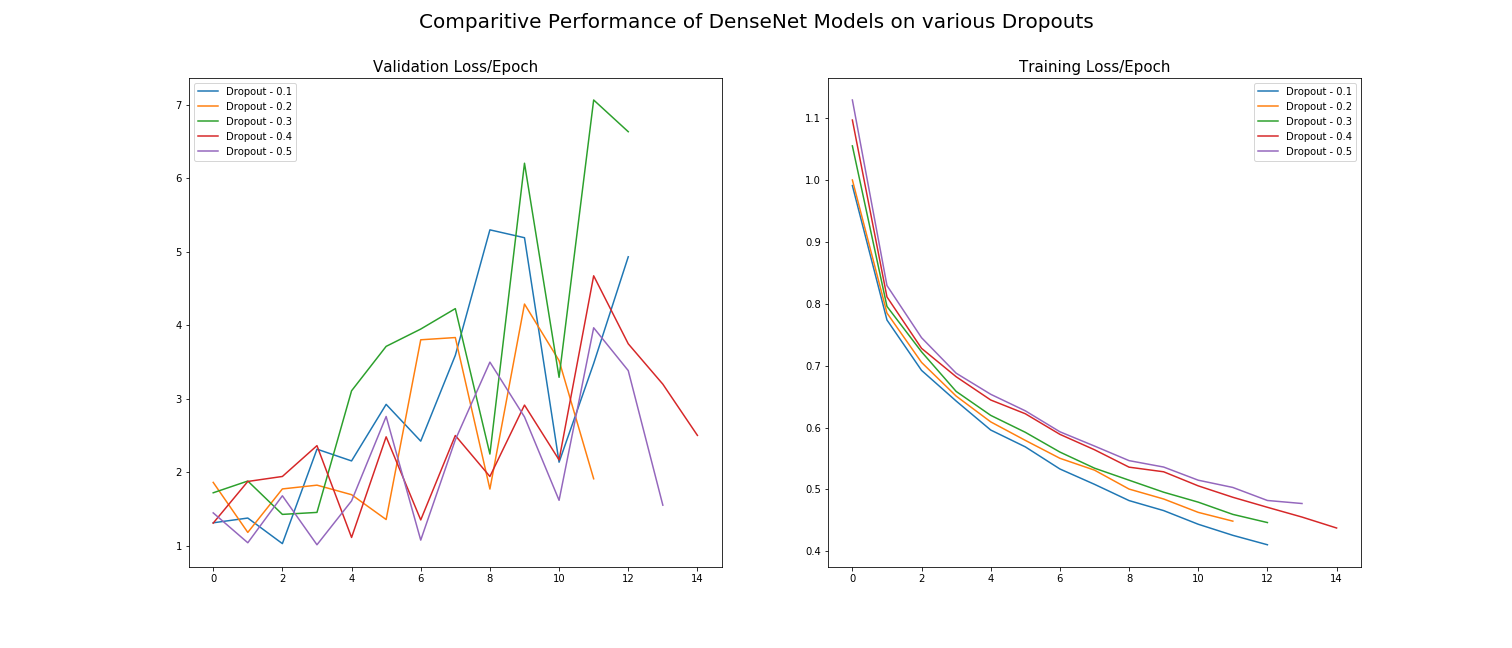 Comparitive Performance of DenseNet Models on various Dropouts
Validation Loss/Epoch
Dropout - 0.1
Dropout - 0.2
Dropout - 0.3
Dropout - 0.4
Dropout - 0.5
7
6
5
4
3
2
1
0 2 4 6 8 10 12 14
Training Loss/Epoch
Dropout - 0.1
Dropout - 0.2
Dropout - 0.3
Dropout - 0.4
Dropout - 0.5
1.1
1.0
0.9
0.8
0.7
0.6
0.5
0.4
0 2 4 6 8 10 12 14